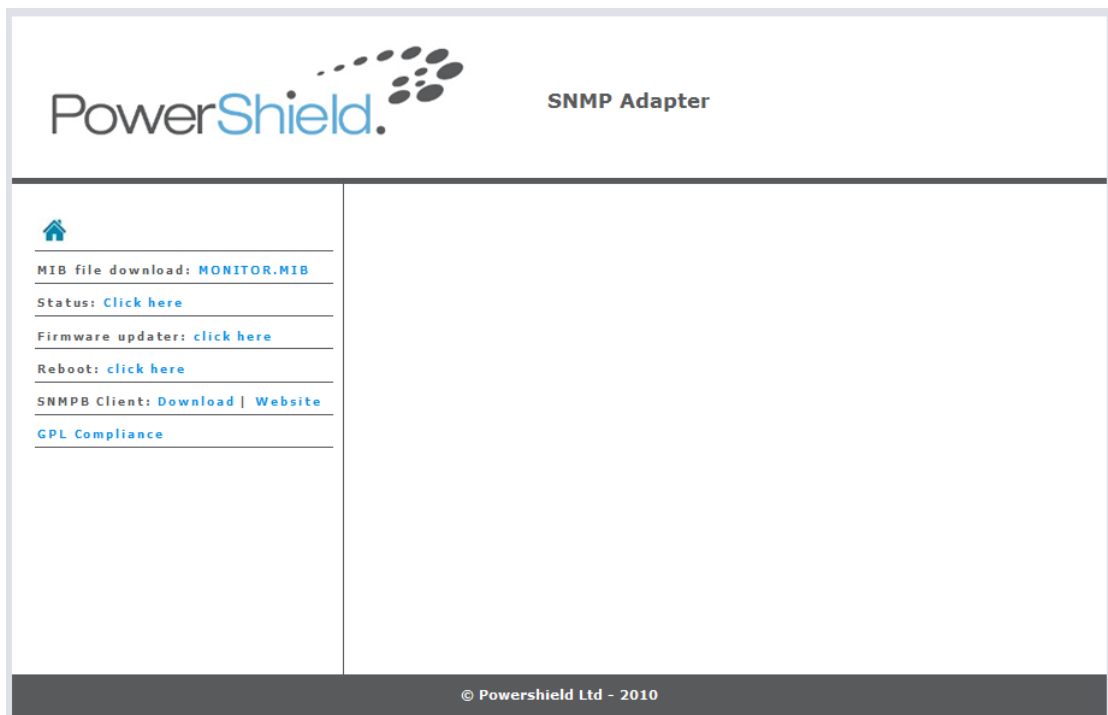 PowerShield.
SNMP Adapter
MIB file download: MONITOR.MIB
Status: Click here
Firmware updater: click here
Reboot: click here
SNMPB Client: Download | Website
GPL Compliance
© Powershield Ltd - 2010